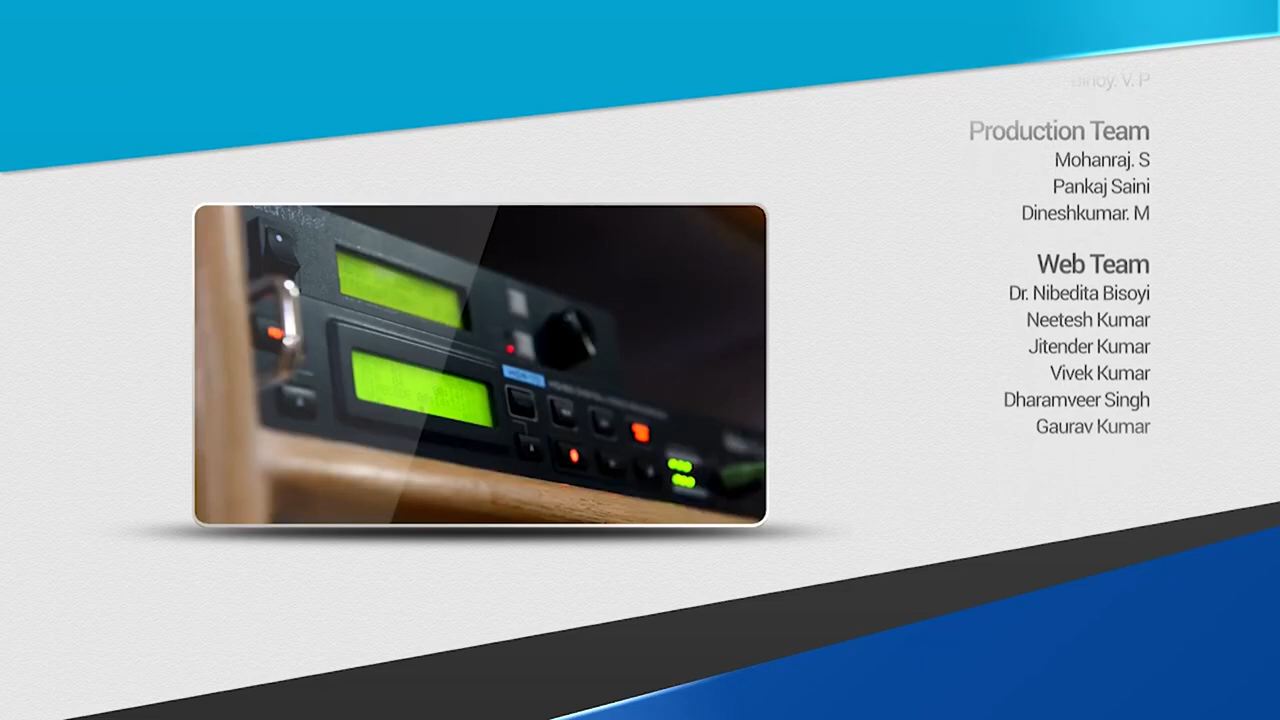 Binoy. V. P
Production Team
Mohanraj. S
Pankaj Saini
Dineshkumar. M
Web Team
Dr. Nibedita Bisoyi
Neetesh Kumar
Jitender Kumar
Vivek Kumar
Dharamveer Singh
Gaurav Kumar